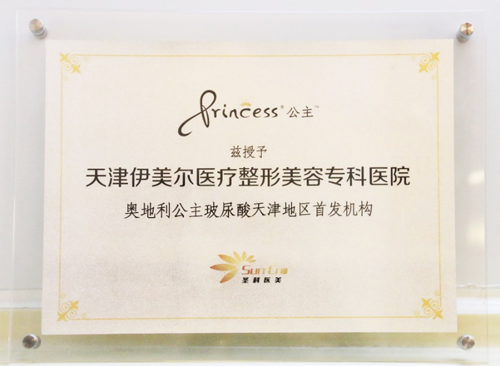 Princess® 公主™
兹授予
天津伊美尔医疗整形美容专科医院
奥地利公主玻尿酸天津地区首发机构
圣科医美